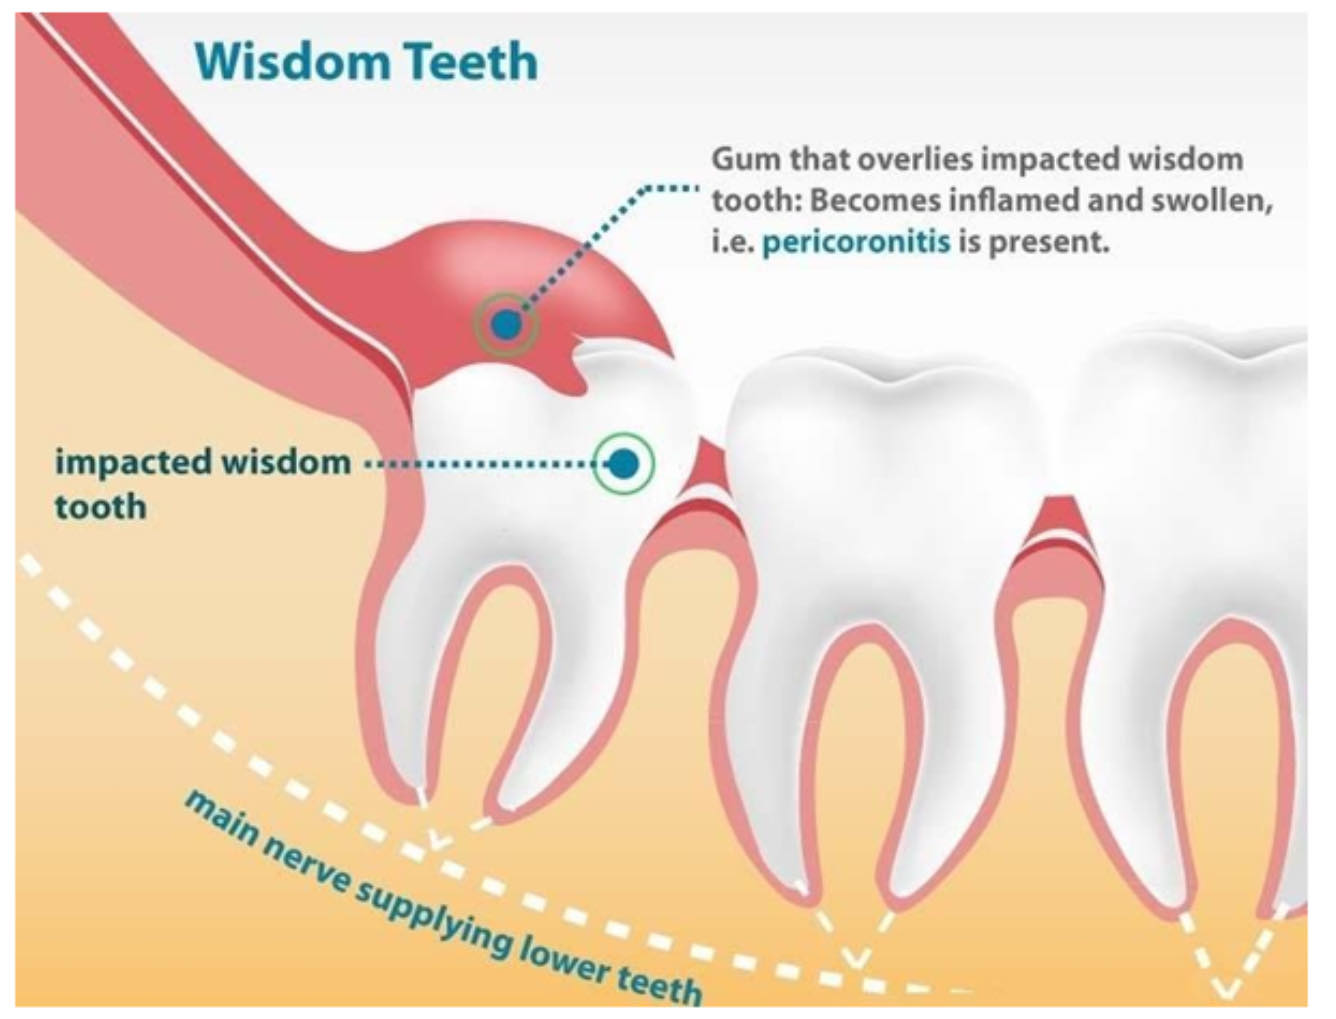 Wisdom Teeth
Gum that overlies impacted wisdom
tooth: Becomes inflamed and swollen,
i.e. pericoronitis is present.
impacted wisdom
tooth
main nerve supplying lower teeth